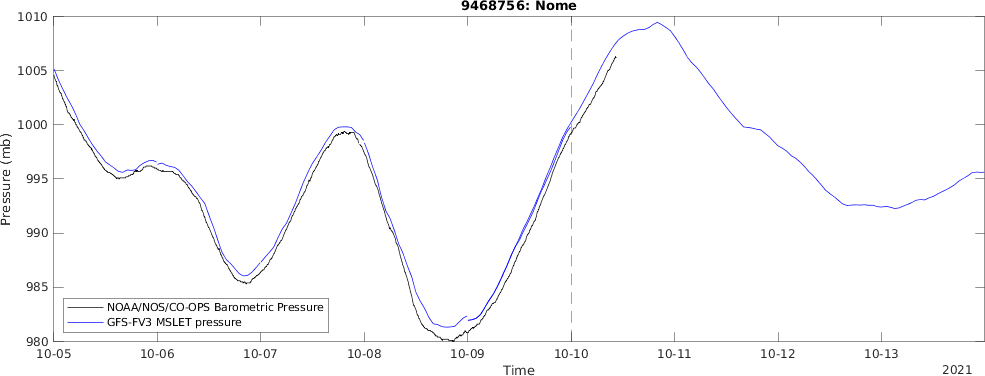 9468756: Nome
Pressure (mb)
1010
1005
1000
995
990
985
980
NOAA/NOS/CO-OPS Barometric Pressure
GFS-FV3 MSLET pressure
10-05 10-06 10-07 10-08 10-09 10-10 10-11 10-12 10-13
Time
2021